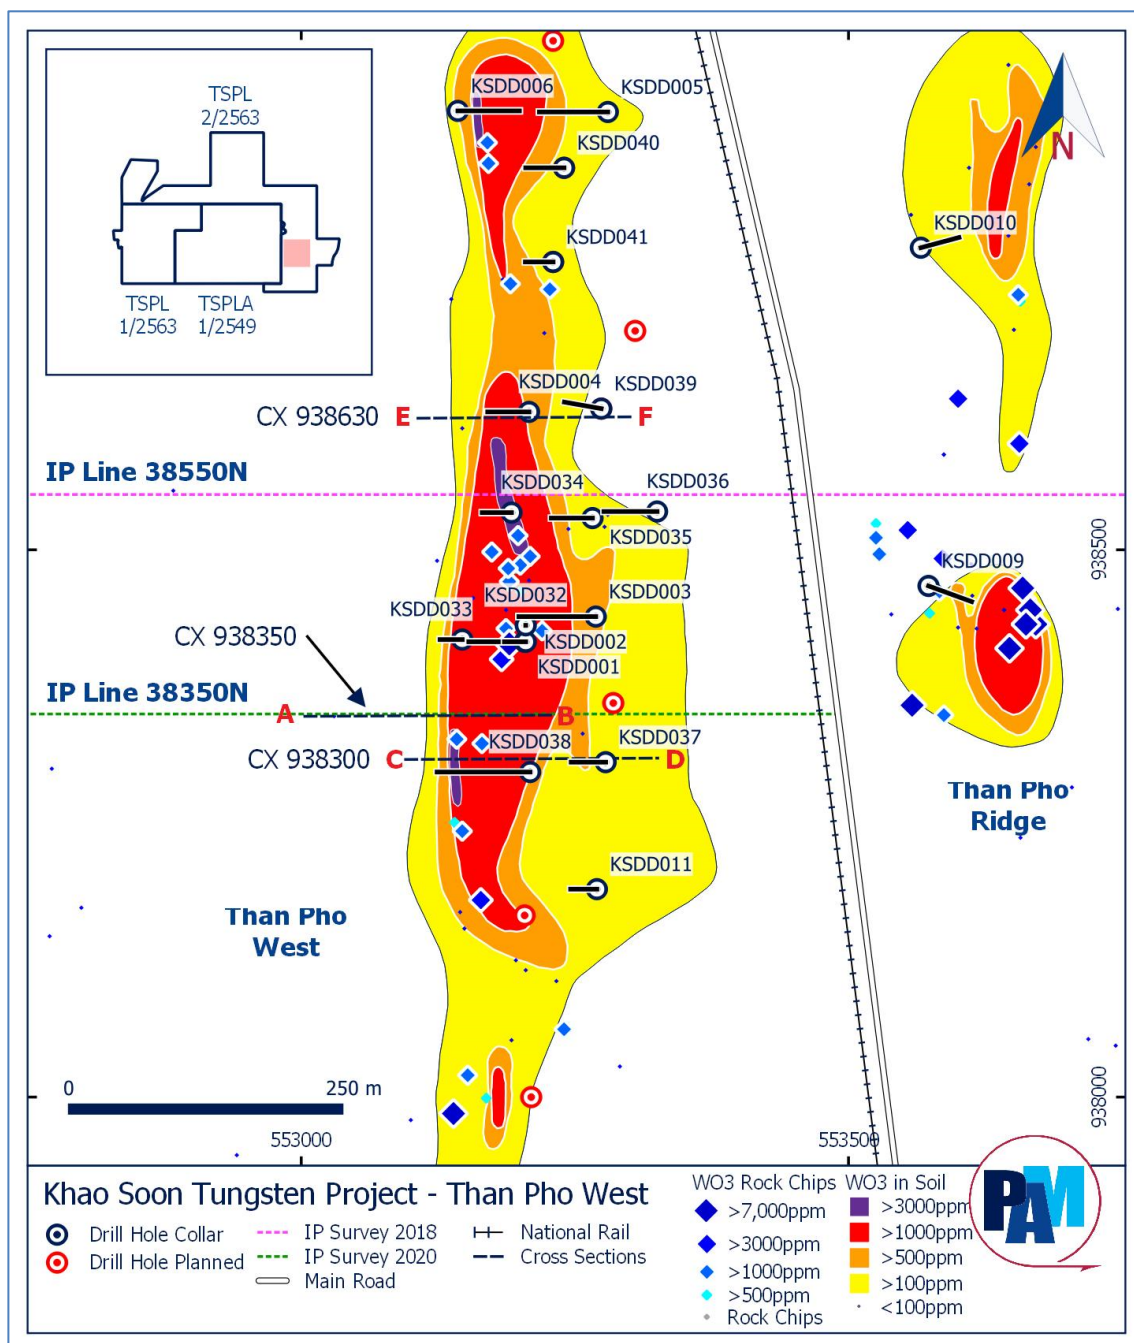 TSPL
2/2563
TSPL
1/2563
TSPLA
1/2549
KSDD006
KSDD005
KSDD040
N
KSDD010
KSDD041
KSDD004
KSDD039
CX 938630
E
F
IP Line 38550N
KSDD034
KSDD036
KSDD035
938500
KSDD009
KSDD032
KSDD003
KSDD033
CX 938350
KSDD002
KSDD001
IP Line 38350N
A
B
KSDD038
KSDD037
CX 938300
C
D
Than Pho
Ridge
KSDD011
Than Pho
West
0
250 m
938000
553000
553500
Khao Soon Tungsten Project - Than Pho West
Drill Hole Collar
Drill Hole Planned
IP Survey 2018
IP Survey 2020
Main Road
National Rail
Cross Sections
WO3 Rock Chips
>7,000ppm
>3000ppm
>1000ppm
>500ppm
Rock Chips
WO3 in Soil
>3000ppm
>1000ppm
>500ppm
>100ppm
<100ppm
PAM